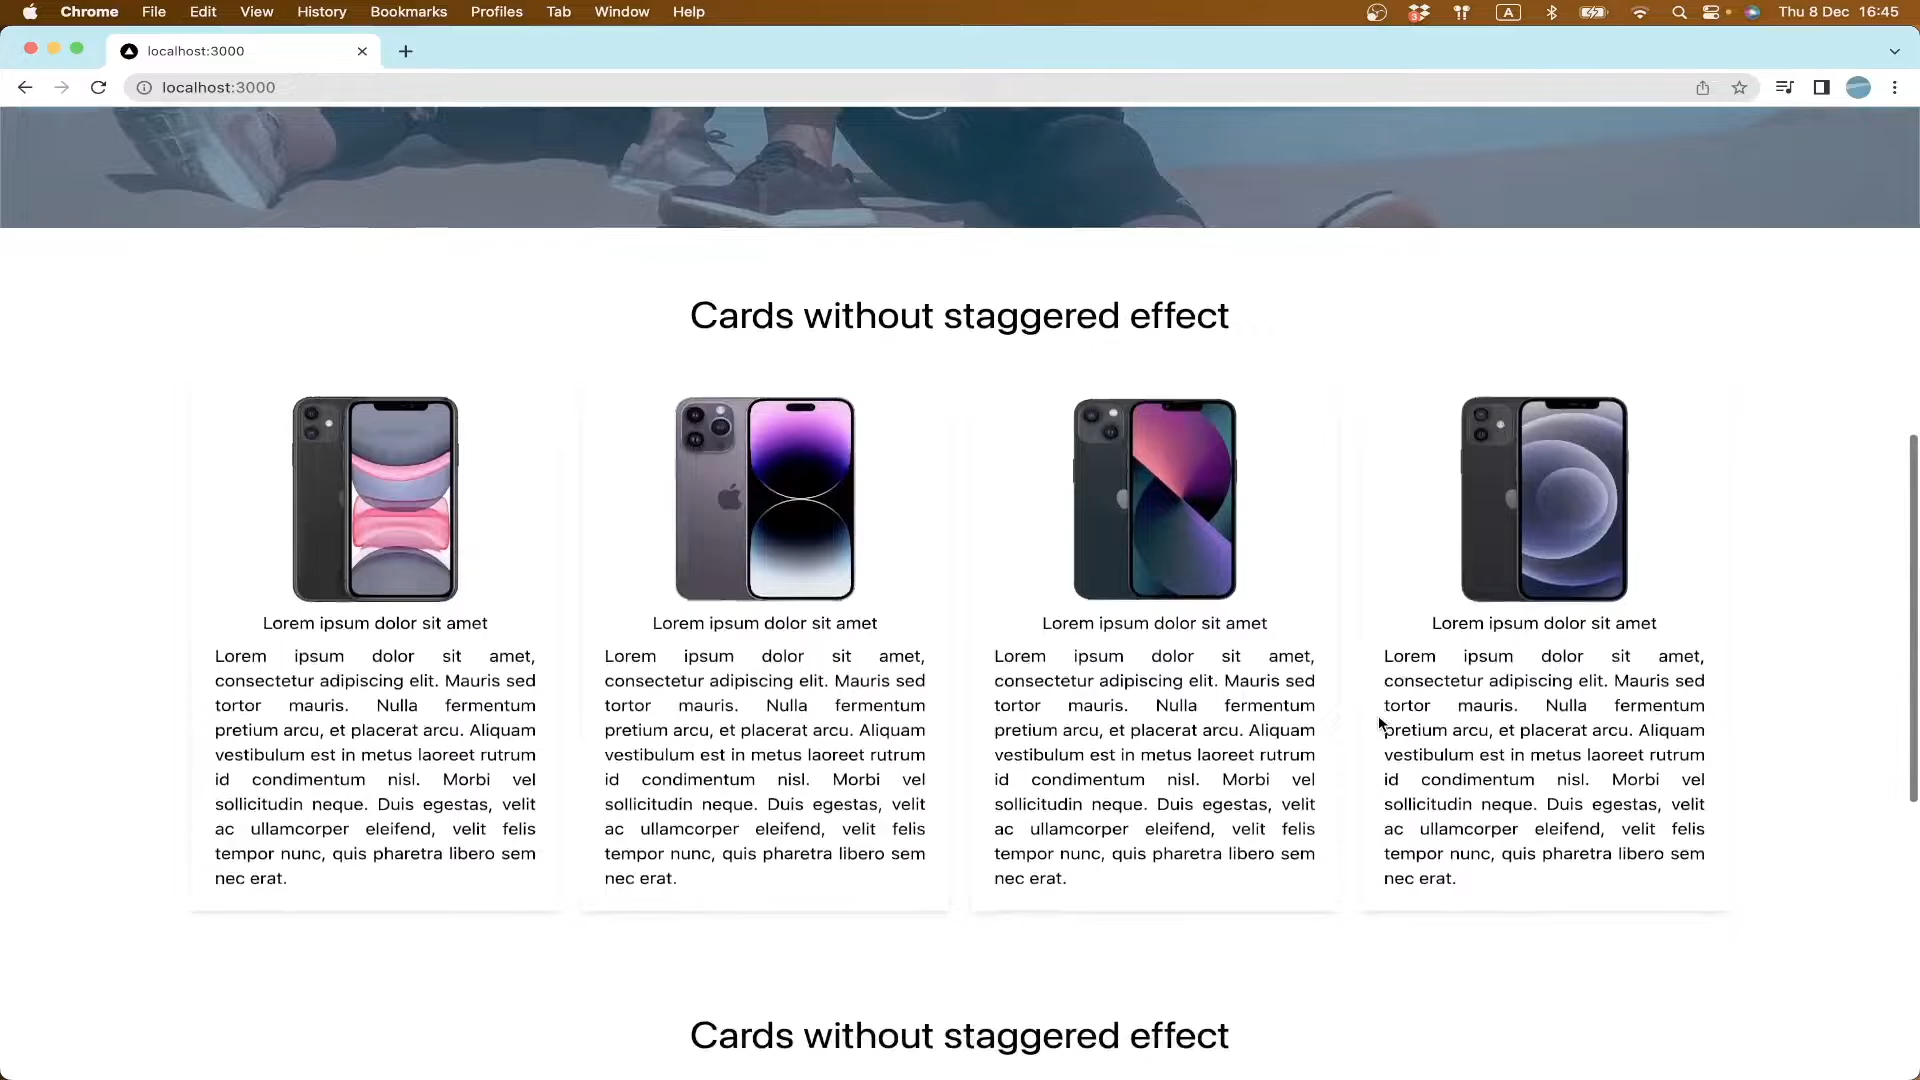 Chrome File Edit View History Bookmarks Profiles Tab Window Help A Thu 8 Dec 16:45
localhost:3000
localhost:3000
Cards without staggered effect
Lorem ipsum dolor sit amet
Lorem ipsum dolor sit amet,
consectetur adipiscing elit. Mauris sed
tortor mauris. Nulla fermentum
pretium arcu, et placerat arcu. Aliquam
vestibulum est in metus laoreet rutrum
id condimentum nisl. Morbi vel
sollicitudin neque. Duis egestas, velit
ac ullamcorper eleifend, velit felis
tempor nunc, quis pharetra libero sem
nec erat.
Lorem ipsum dolor sit amet
Lorem ipsum dolor sit amet,
consectetur adipiscing elit. Mauris sed
tortor mauris. Nulla fermentum
pretium arcu, et placerat arcu. Aliquam
vestibulum est in metus laoreet rutrum
id condimentum nisl. Morbi vel
sollicitudin neque. Duis egestas, velit
ac ullamcorper eleifend, velit felis
tempor nunc, quis pharetra libero sem
nec erat.
Lorem ipsum dolor sit amet
Lorem ipsum dolor sit amet,
consectetur adipiscing elit. Mauris sed
tortor mauris. Nulla fermentum
pretium arcu, et placerat arcu. Aliquam
vestibulum est in metus laoreet rutrum
id condimentum nisl. Morbi vel
sollicitudin neque. Duis egestas, velit
ac ullamcorper eleifend, velit felis
tempor nunc, quis pharetra libero sem
nec erat.
Lorem ipsum dolor sit amet
Lorem ipsum dolor sit amet,
consectetur adipiscing elit. Mauris sed
tortor mauris. Nulla fermentum
pretium arcu, et placerat arcu. Aliquam
vestibulum est in metus laoreet rutrum
id condimentum nisl. Morbi vel
sollicitudin neque. Duis egestas, velit
ac ullamcorper eleifend, velit felis
tempor nunc, quis pharetra libero sem
nec erat.
Cards without staggered effect